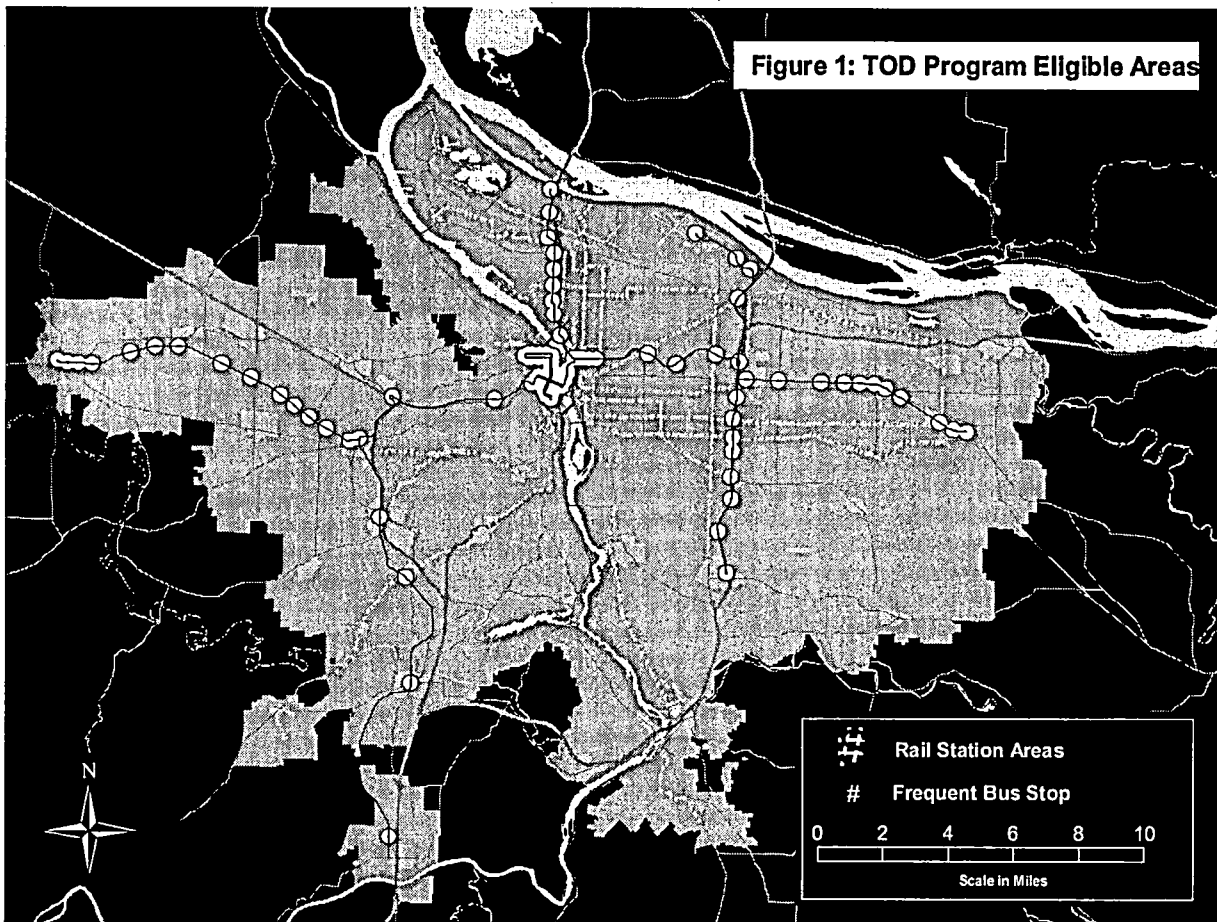 Figure 1: TOD Program Eligible Areas
N
Rail Station Areas
# Frequent Bus Stop
0 2 4 6 8 10
Scale in Miles